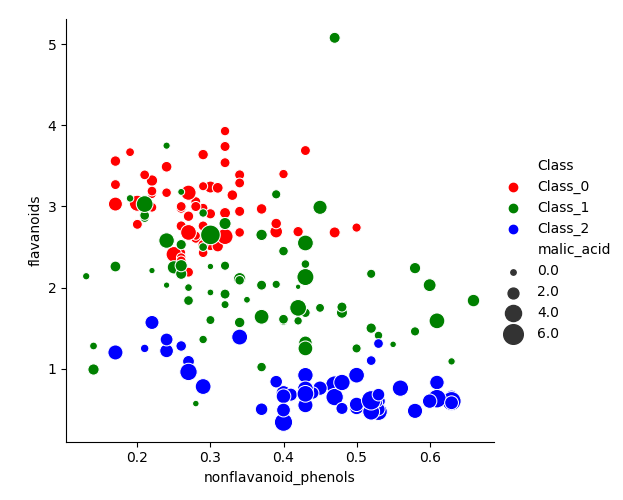 5
4
3
2
1
flavanoids
0.2
0.3
0.4
0.5
0.6
nonflavanoid_phenols
Class
Class_0
Class_1
Class_2
malic_acid
0.0
2.0
4.0
6.0